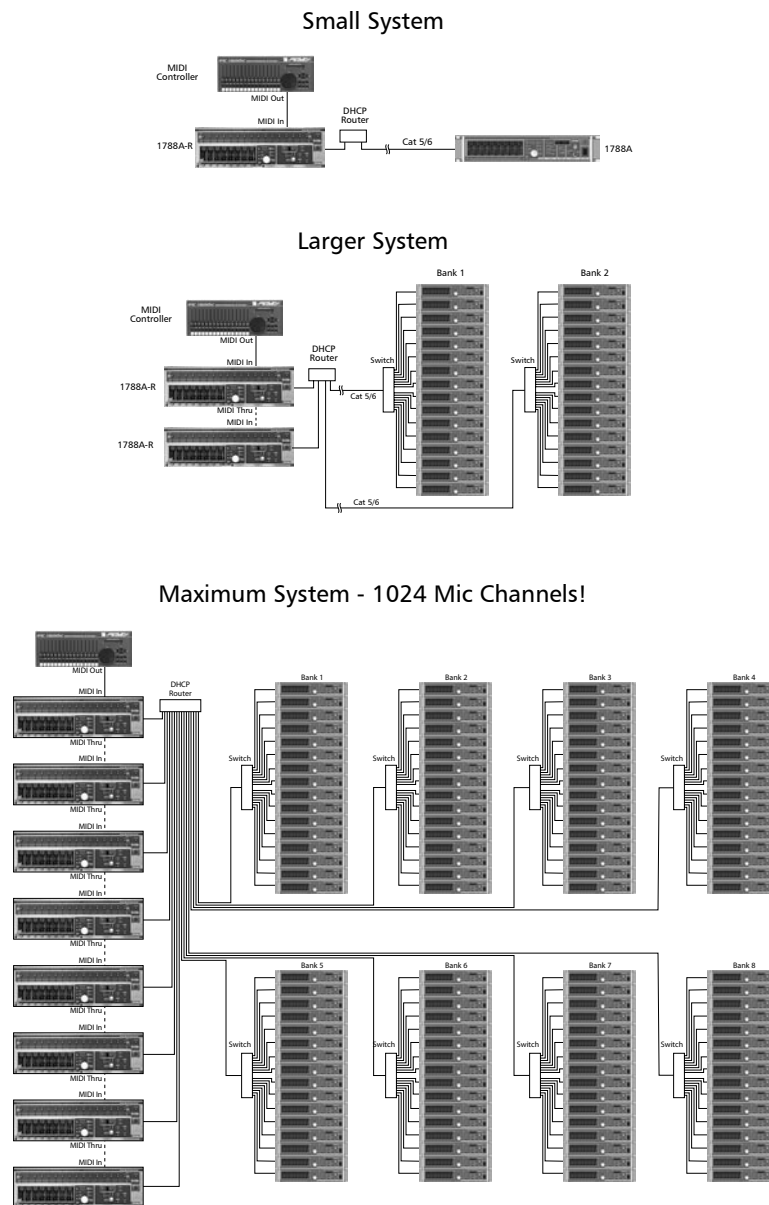 Small System
MIDI
Controller
MIDI Out
MIDI In
DHCP
Router
1788A-R
Cat 5/6
1788A
Larger System
Bank 1
Bank 2
MIDI
Controller
MIDI Out
DHCP
Router
MIDI In
Switch
Switch
1788A-R
Cat 5/6
MIDI Thru
MIDI In
1788A-R
Cat 5/6
Maximum System - 1024 Mic Channels!
MIDI Out
DHCP
Router
MIDI In
Bank 1
Bank 2
Bank 3
Bank 4
MIDI Thru
MIDI In
Switch
Switch
Switch
Switch
MIDI Thru
MIDI In
MIDI Thru
MIDI In
MIDI Thru
MIDI In
Bank 5
Bank 6
Bank 7
Bank 8
MIDI Thru
MIDI In
Switch
Switch
Switch
Switch
MIDI Thru
MIDI In
MIDI Thru
MIDI In